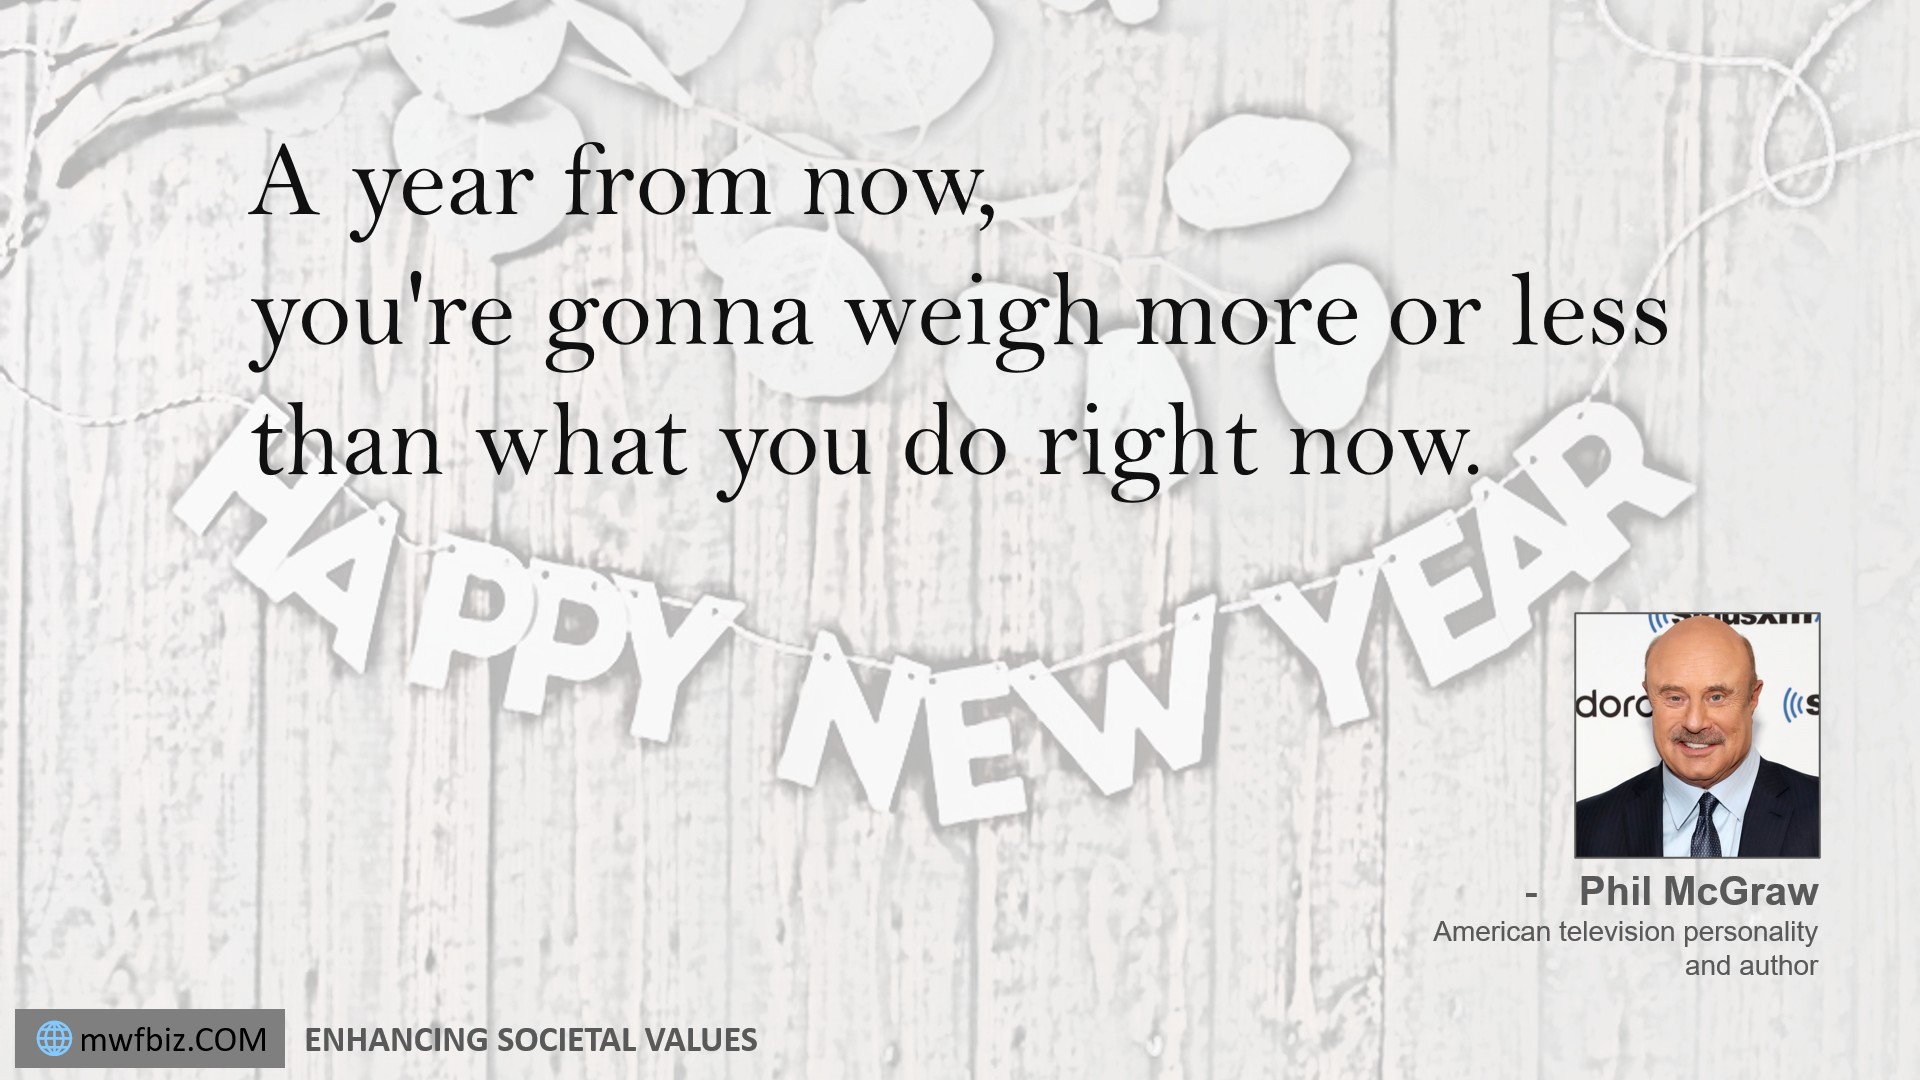 A year from now,
you're gonna weigh more or less
than what you do right now.
HAPPY NEW YEAR
siriusxm
dora
s
- Phil McGraw
American television personality
and author
mwfbiz.COM
ENHANCING SOCIETAL VALUES